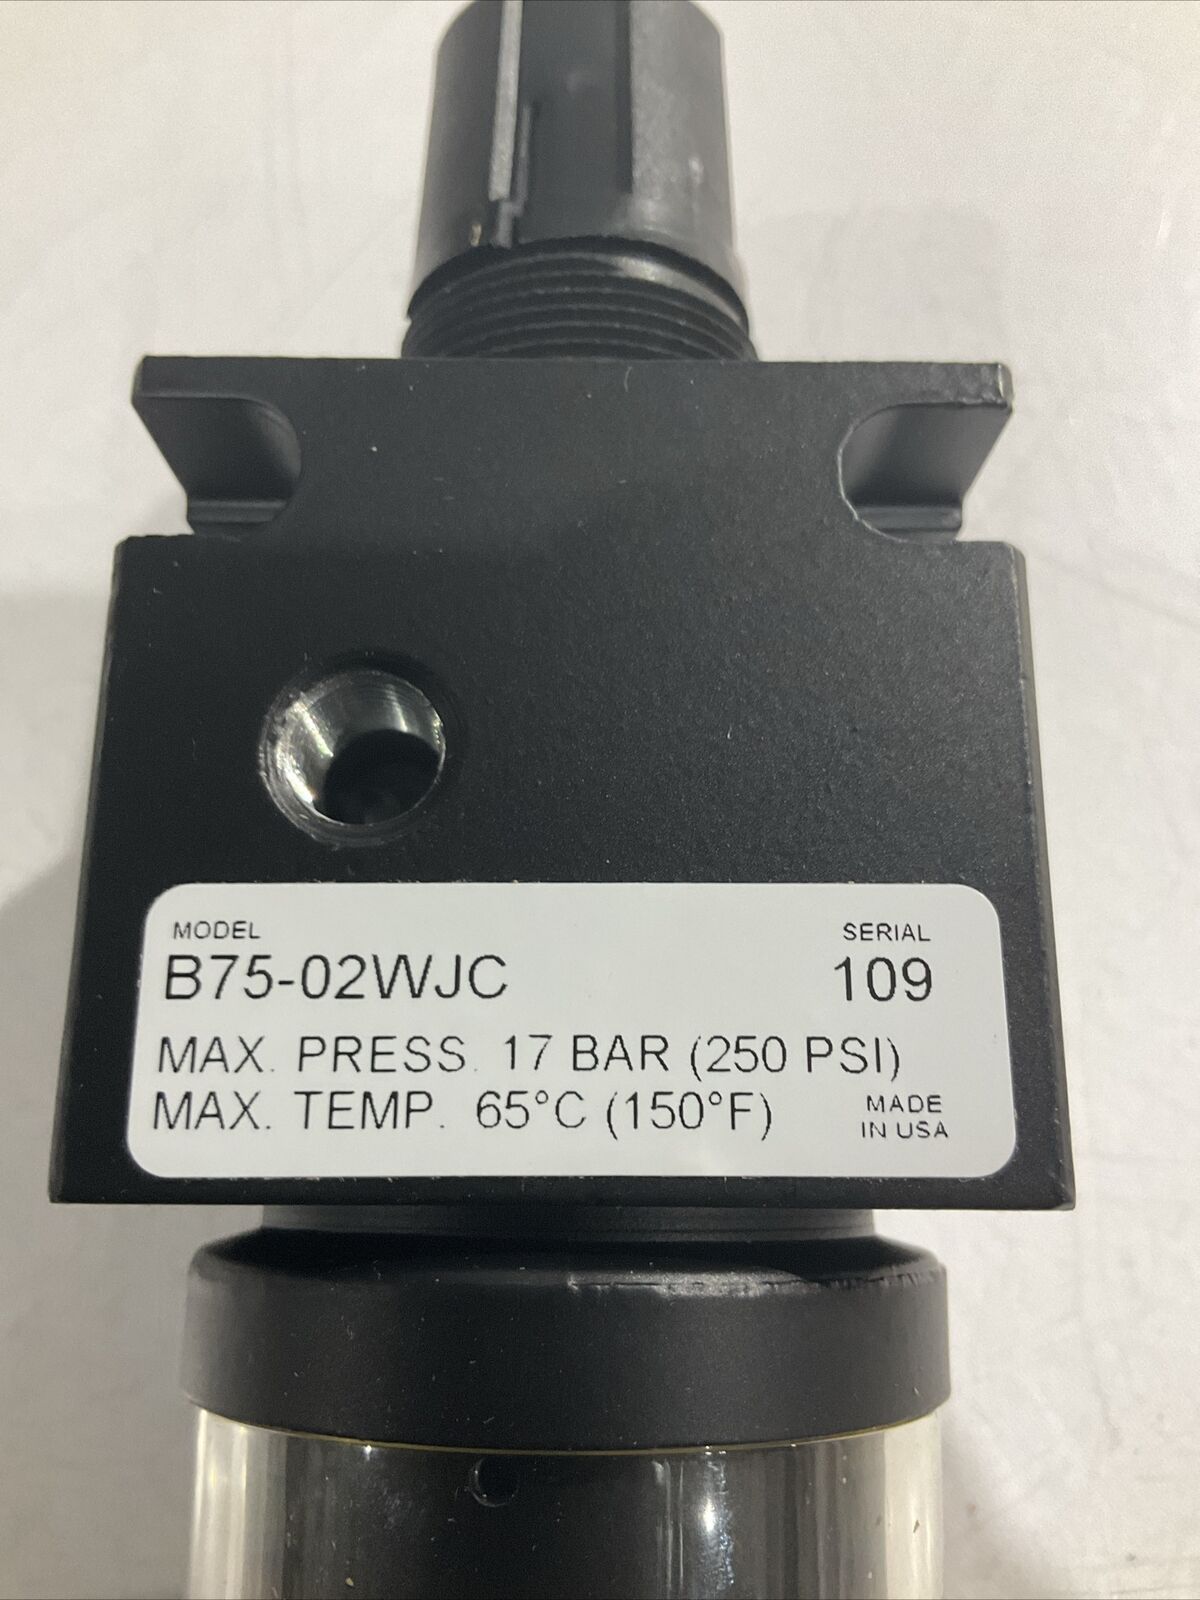 MODEL SERIAL
B75-02WJC 109
MAX. PRESS. 17 BAR (250 PSI)
MAX. TEMP. 65°C (150°F)
MADE
IN USA